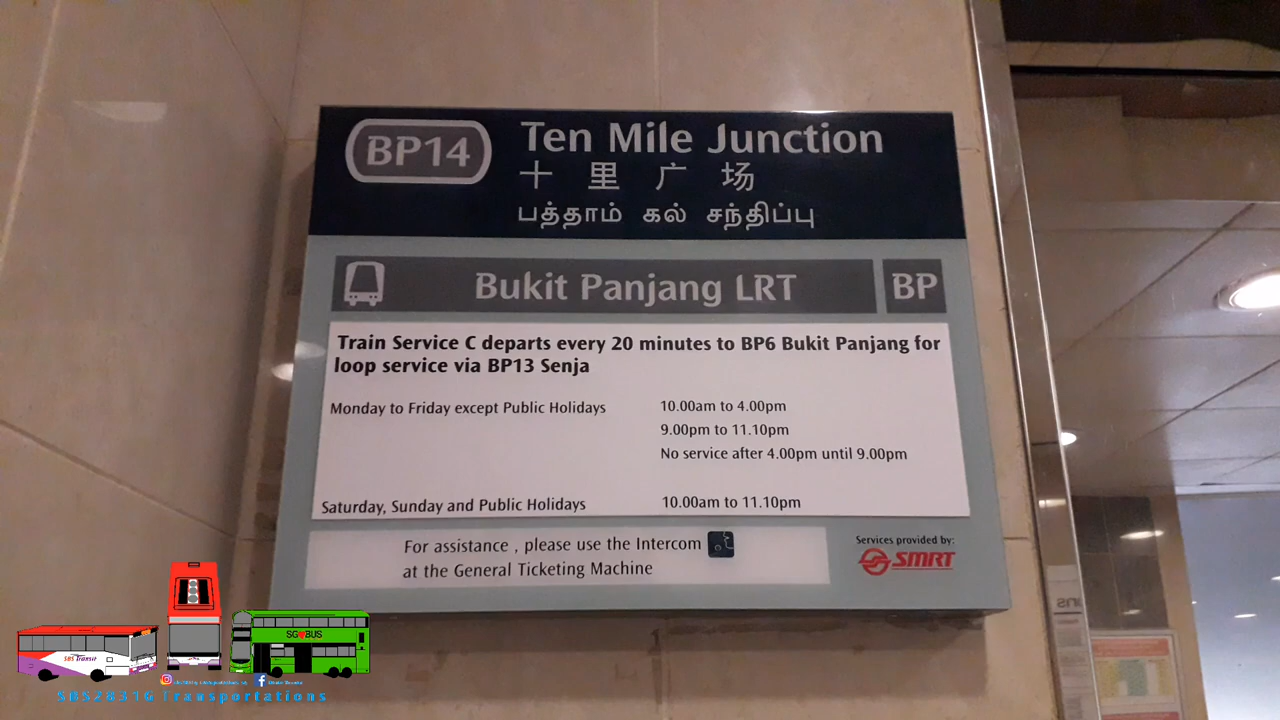 BP14
Ten Mile Junction
十里广场
பத்தாம் கல் சந்திப்பு
Bukit Panjang LRT BP
Train Service C departs every 20 minutes to BP6 Bukit Panjang for
loop service via BP13 Senja
Monday to Friday except Public Holidays 10.00am to 4.00pm
9.00pm to 11.10pm
No service after 4.00pm until 9.00pm
Saturday, Sunday and Public Holidays 10.00am to 11.10pm
For assistance , please use the Intercom
at the General Ticketing Machine
Services provided by:
SMRT
SBS Transit
SG BUS
SBS2831G Transportations